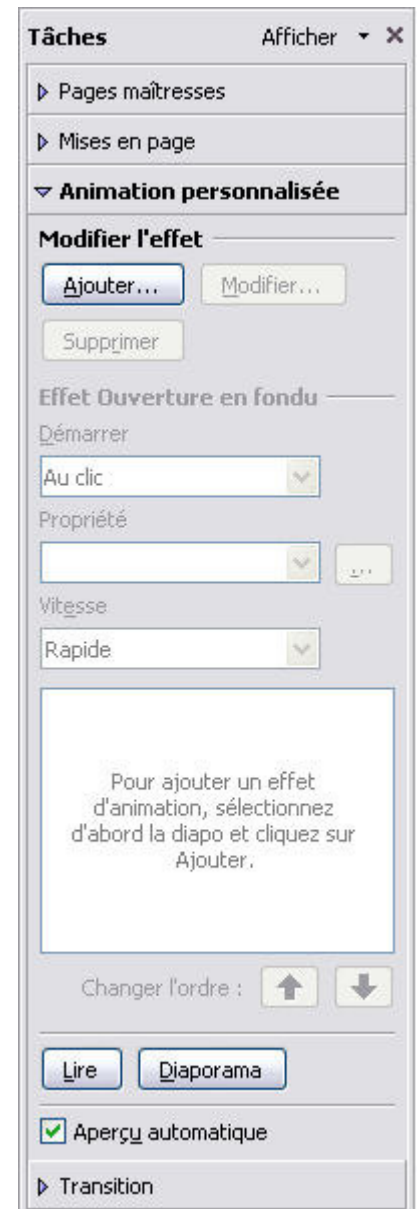 Tâches Afficher
Pages maîtresses
Mises en page
Animation personnalisée
Modifier l'effet
Ajouter... Modifier...
Supprimer
Effet Ouverture en fondu
Démarrer
Au clic
Propriété
...
Vitesse
Rapide
Pour ajouter un effet
d'animation, sélectionnez
d'abord la diapo et cliquez sur
Ajouter.
Changer l'ordre :
Lire Diaporama
Aperçu automatique
Transition